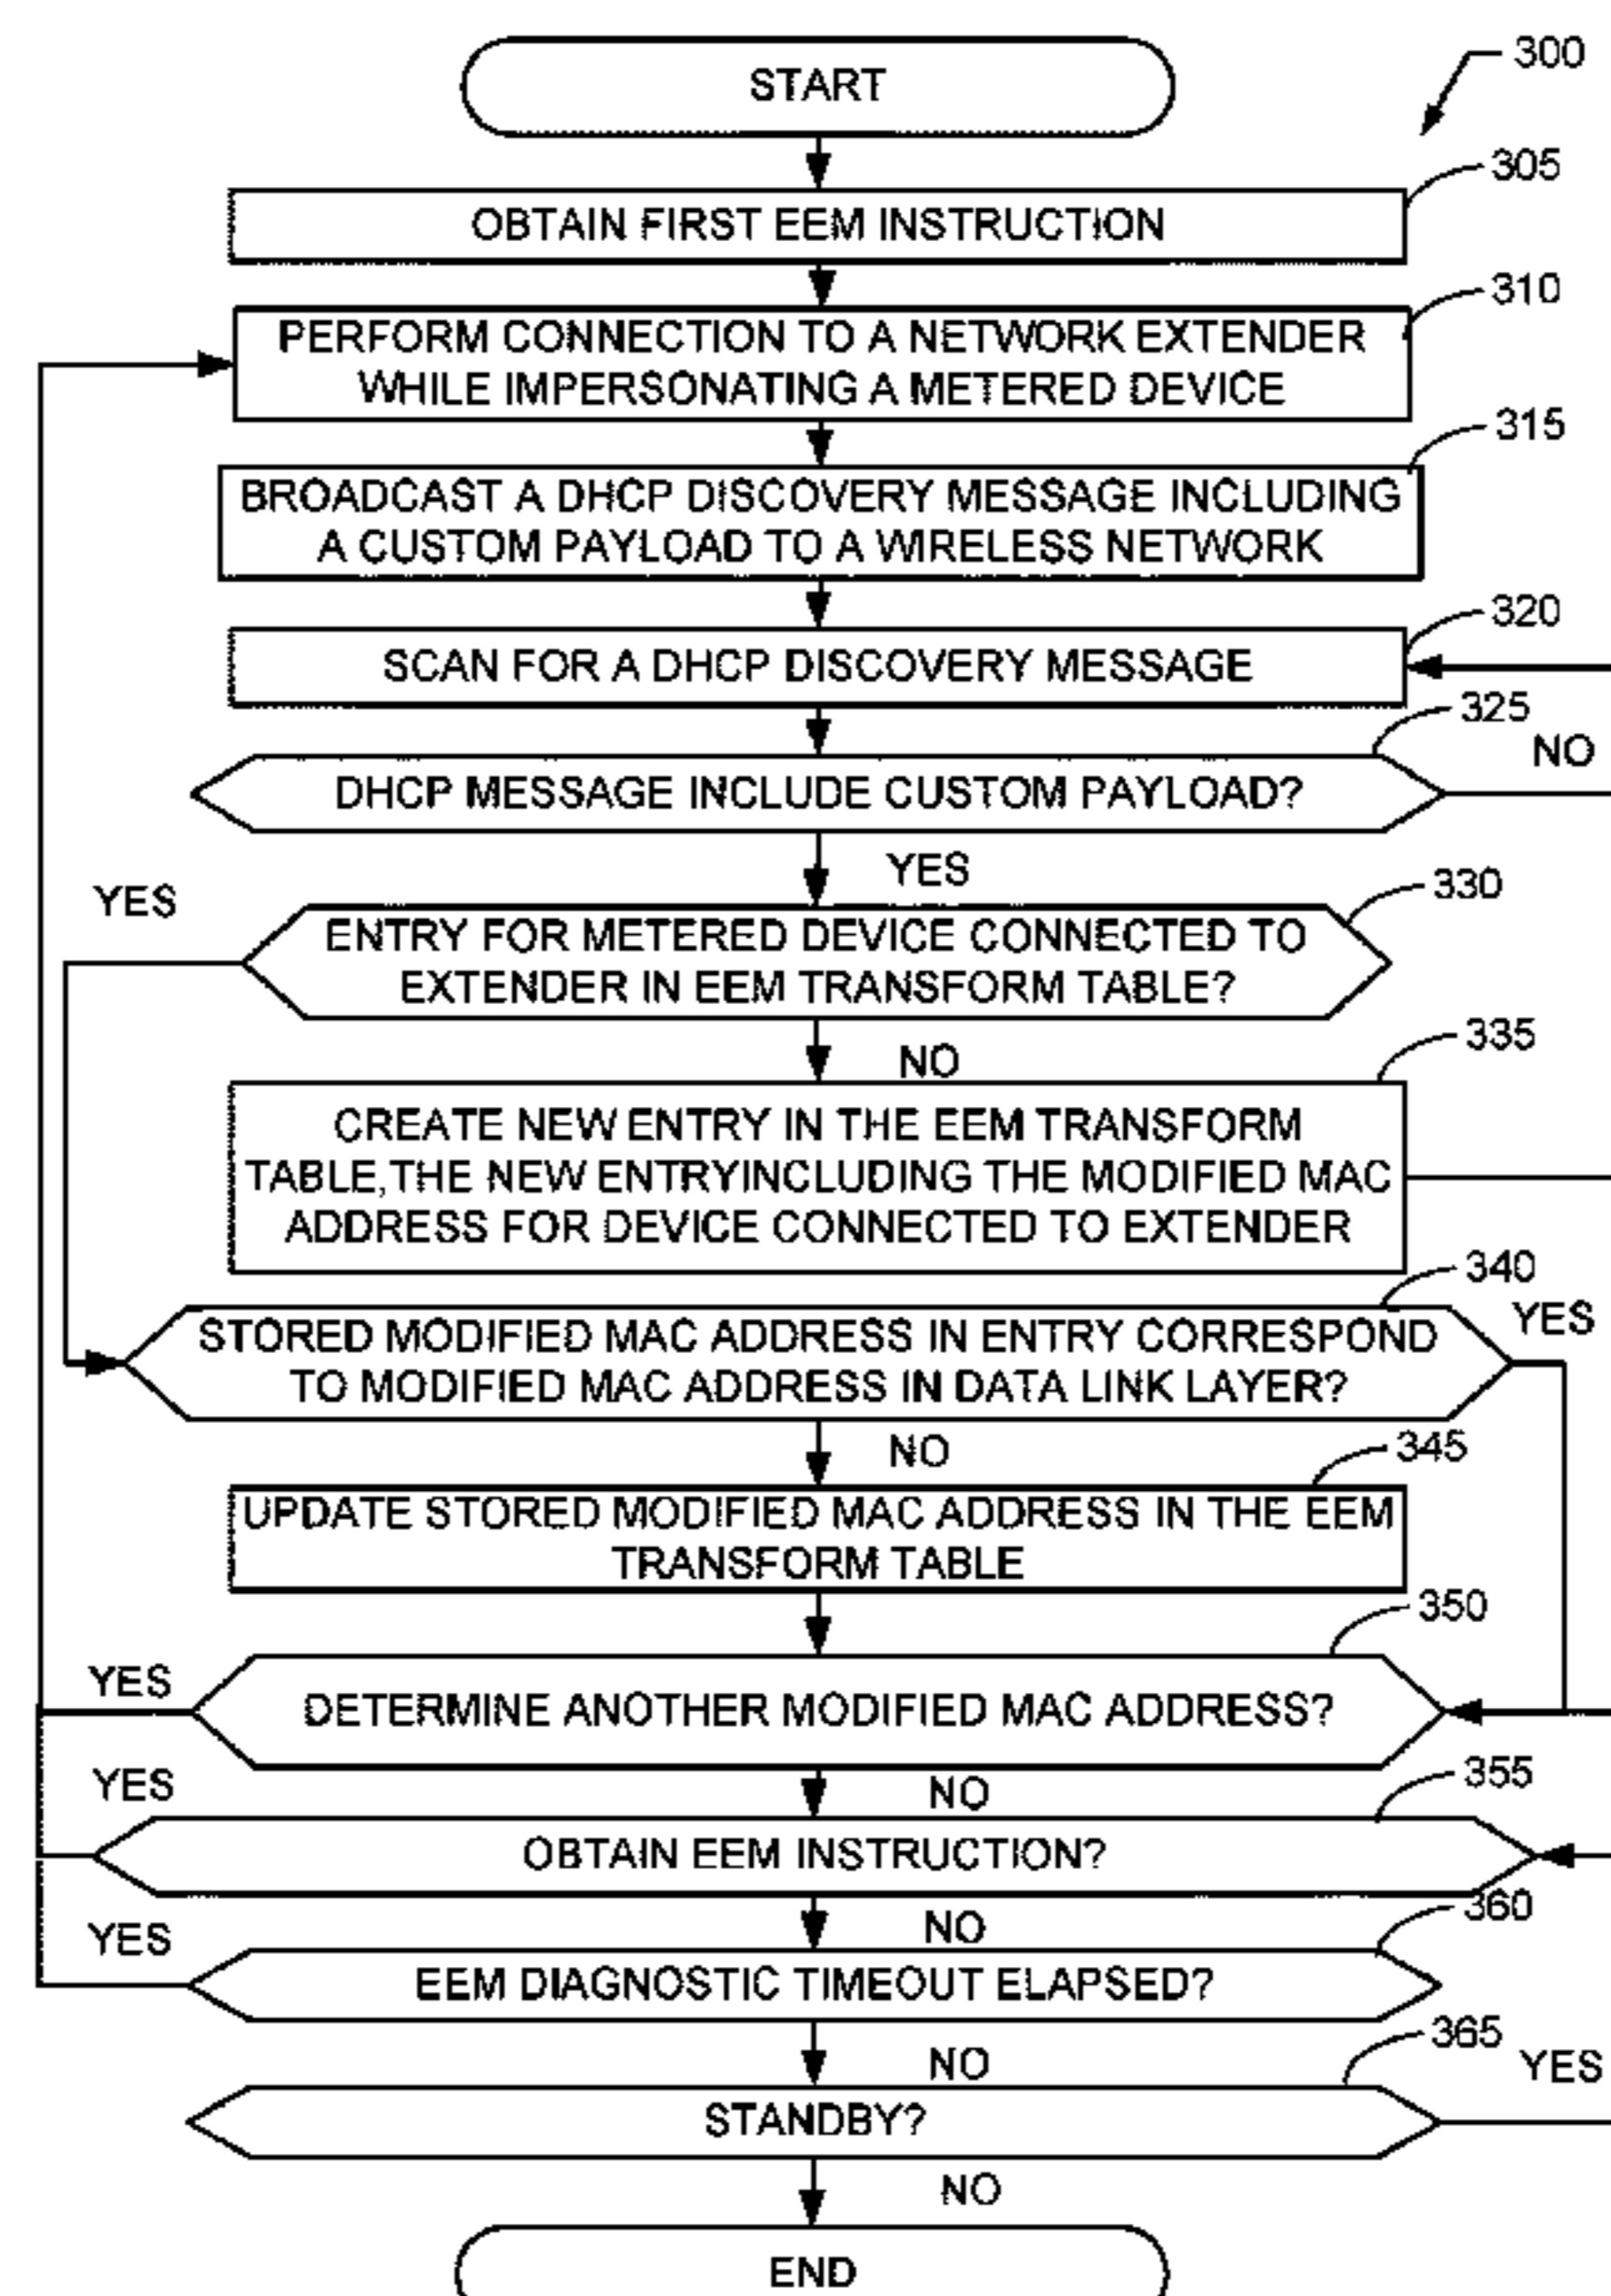 START
300
305
OBTAIN FIRST EEM INSTRUCTION
310
PERFORM CONNECTION TO A NETWORK EXTENDER
WHILE IMPERSONATING A METERED DEVICE
315
BROADCAST A DHCP DISCOVERY MESSAGE INCLUDING
A CUSTOM PAYLOAD TO A WIRELESS NETWORK
320
SCAN FOR A DHCP DISCOVERY MESSAGE
325
NO
DHCP MESSAGE INCLUDE CUSTOM PAYLOAD?
YES
YES
330
ENTRY FOR METERED DEVICE CONNECTED TO
EXTENDER IN EEM TRANSFORM TABLE?
NO
335
CREATE NEW ENTRY IN THE EEM TRANSFORM
TABLE,THE NEW ENTRYINCLUDING THE MODIFIED MAC
ADDRESS FOR DEVICE CONNECTED TO EXTENDER
340
YES
STORED MODIFIED MAC ADDRESS IN ENTRY CORRESPOND
TO MODIFIED MAC ADDRESS IN DATA LINK LAYER?
NO
345
UPDATE STORED MODIFIED MAC ADDRESS IN THE EEM
TRANSFORM TABLE
350
YES
DETERMINE ANOTHER MODIFIED MAC ADDRESS?
YES
NO
355
OBTAIN EEM INSTRUCTION?
YES
NO
360
EEM DIAGNOSTIC TIMEOUT ELAPSED?
NO
365
YES
STANDBY?
NO
END